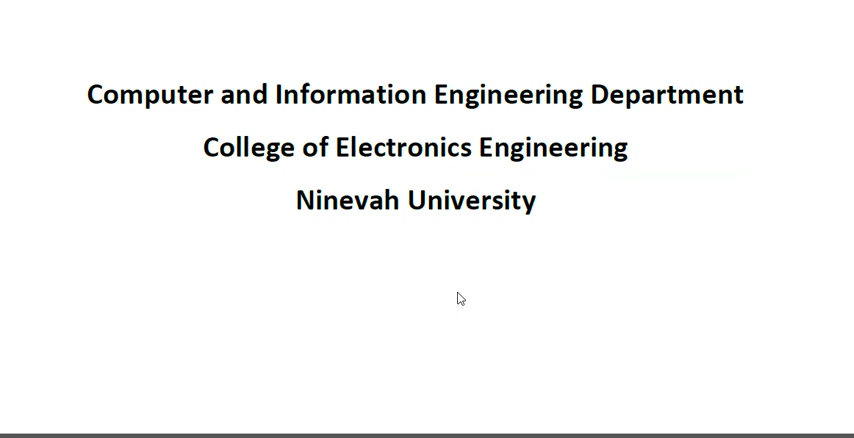 Computer and Information Engineering Department
College of Electronics Engineering
Ninevah University